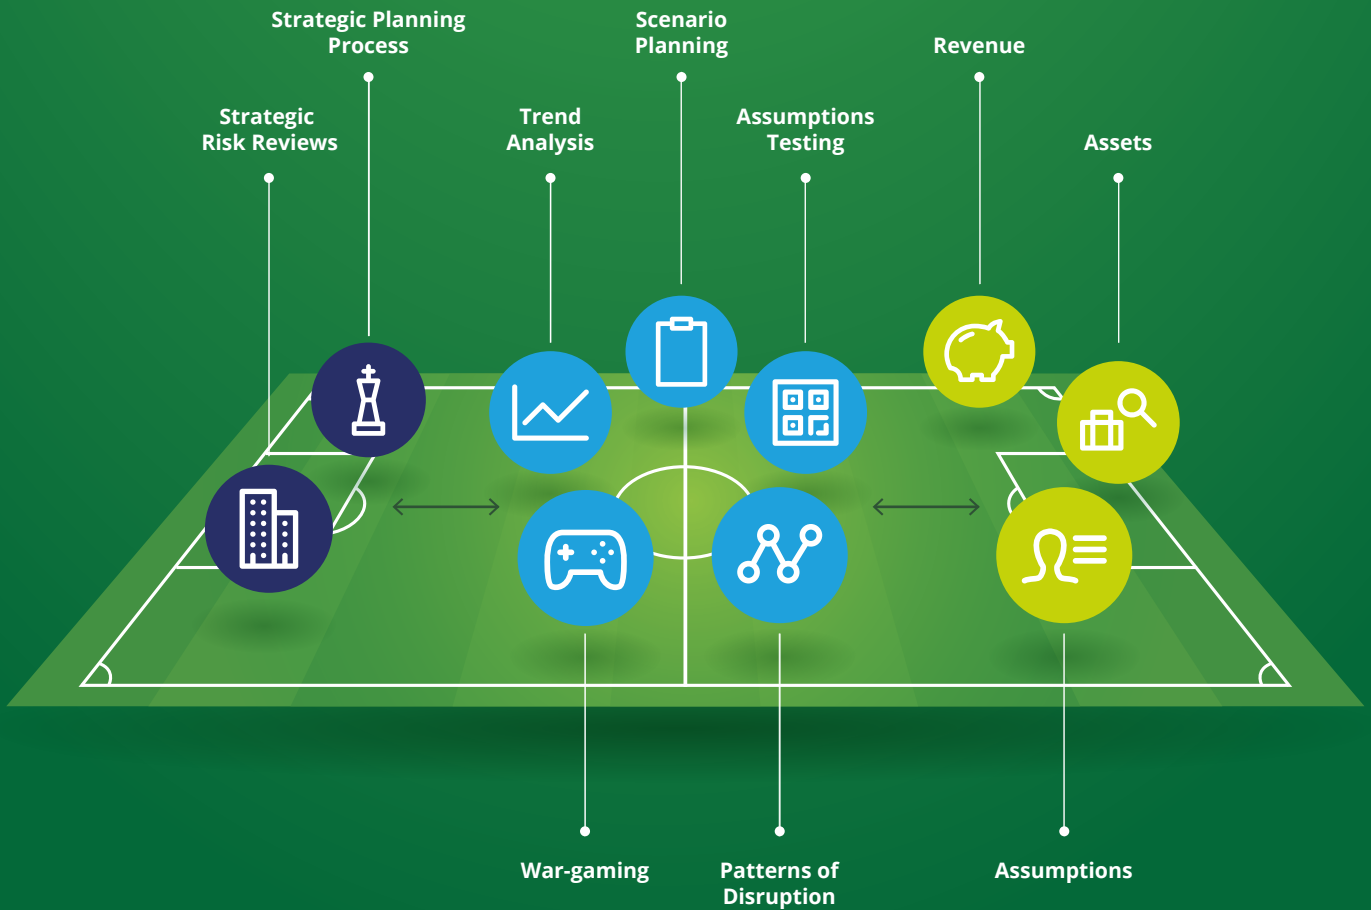 Strategic Planning
Process
Scenario
Planning
Revenue
Strategic
Risk Reviews
Trend
Analysis
Assumptions
Testing
Assets
War-gaming
Patterns of
Disruption
Assumptions